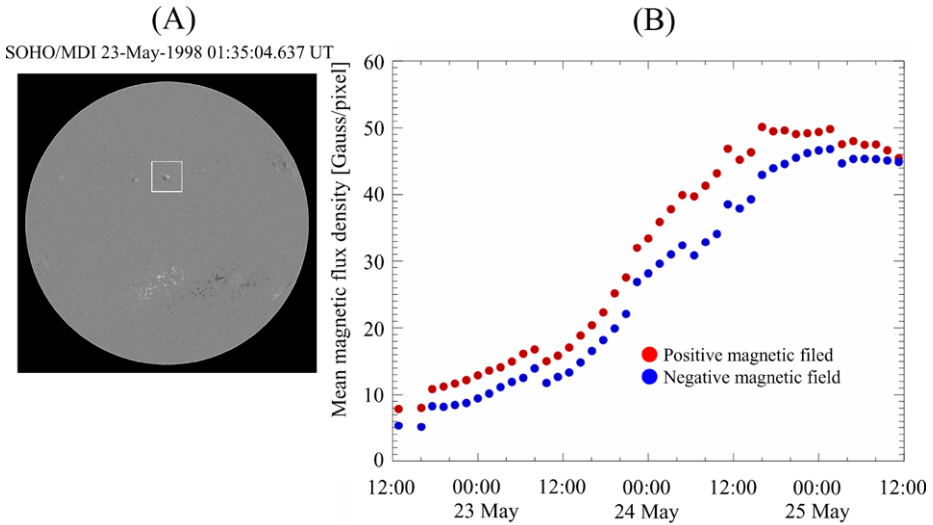 (A)
SOHO/MDI 23-May-1998 01:35:04.637 UT
(B)
Mean magnetic flux density [Gauss/pixel]
60
50
40
30
20
10
0
Positive magnetic filed
Negative magnetic field
12:00 00:00 12:00 00:00 12:00 00:00 12:00
23 May 24 May 25 May